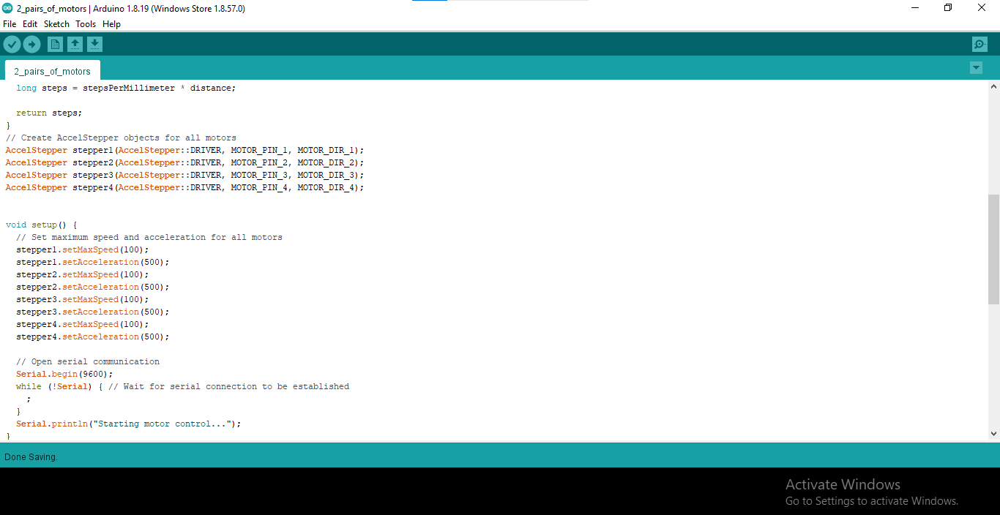 2_pairs_of_motors | Arduino 1.8.19 (Windows Store 1.8.57.0)
File Edit Sketch Tools Help
2_pairs_of_motors
  long steps = stepsPerMillimeter * distance;
  return steps;
}
// Create AccelStepper objects for all motors
AccelStepper stepper1(AccelStepper::DRIVER, MOTOR_PIN_1, MOTOR_DIR_1);
AccelStepper stepper2(AccelStepper::DRIVER, MOTOR_PIN_2, MOTOR_DIR_2);
AccelStepper stepper3(AccelStepper::DRIVER, MOTOR_PIN_3, MOTOR_DIR_3);
AccelStepper stepper4(AccelStepper::DRIVER, MOTOR_PIN_4, MOTOR_DIR_4);
void setup() {
  // Set maximum speed and acceleration for all motors
  stepper1.setMaxSpeed(100);
  stepper1.setAcceleration(500);
  stepper2.setMaxSpeed(100);
  stepper2.setAcceleration(500);
  stepper3.setMaxSpeed(100);
  stepper3.setAcceleration(500);
  stepper4.setMaxSpeed(100);
  stepper4.setAcceleration(500);
  // Open serial communication
  Serial.begin(9600);
  while (!Serial) { // Wait for serial connection to be established
    ;
  }
  Serial.println("Starting motor control...");
}
Done Saving.
Activate Windows
Go to Settings to activate Windows.